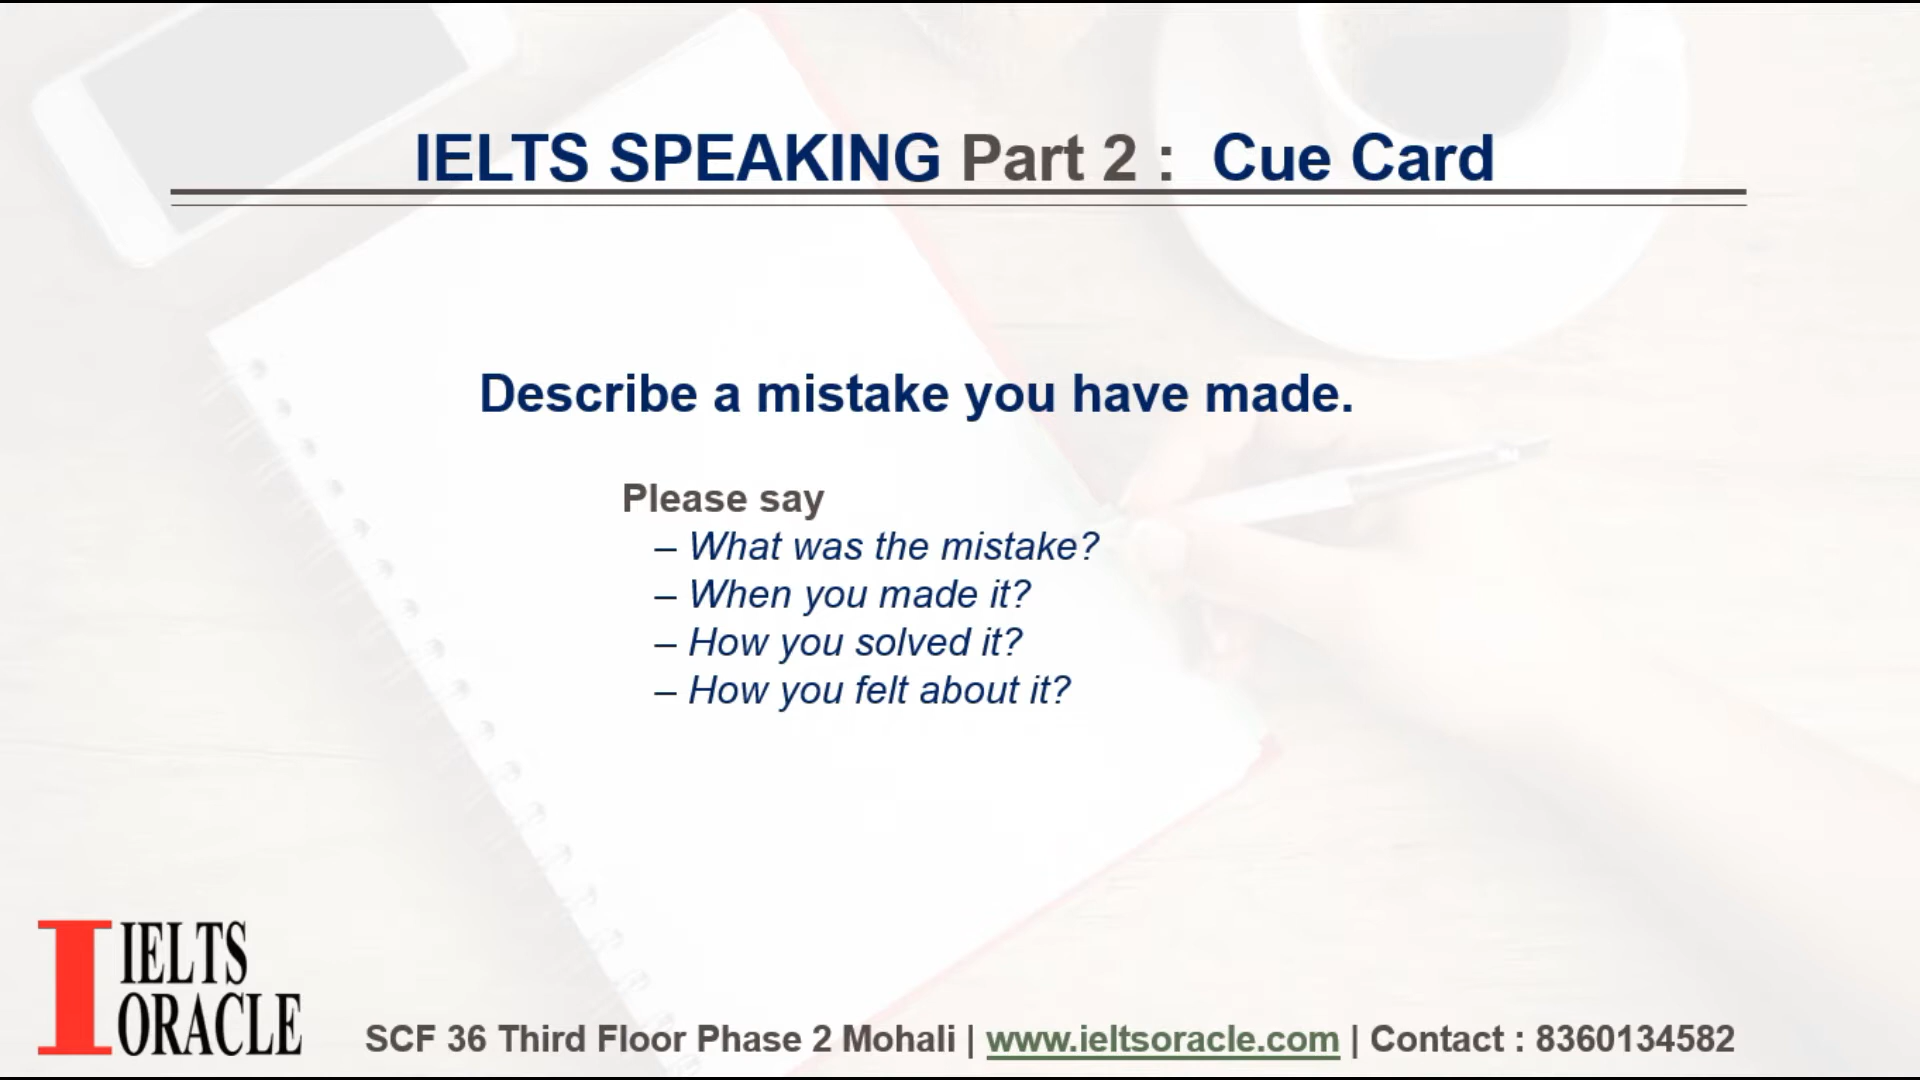 IELTS SPEAKING Part 2 : Cue Card
Describe a mistake you have made.
Please say
– What was the mistake?
– When you made it?
– How you solved it?
– How you felt about it?
I IELTS
ORACLE
SCF 36 Third Floor Phase 2 Mohali | www.ieltsoracle.com | Contact : 8360134582